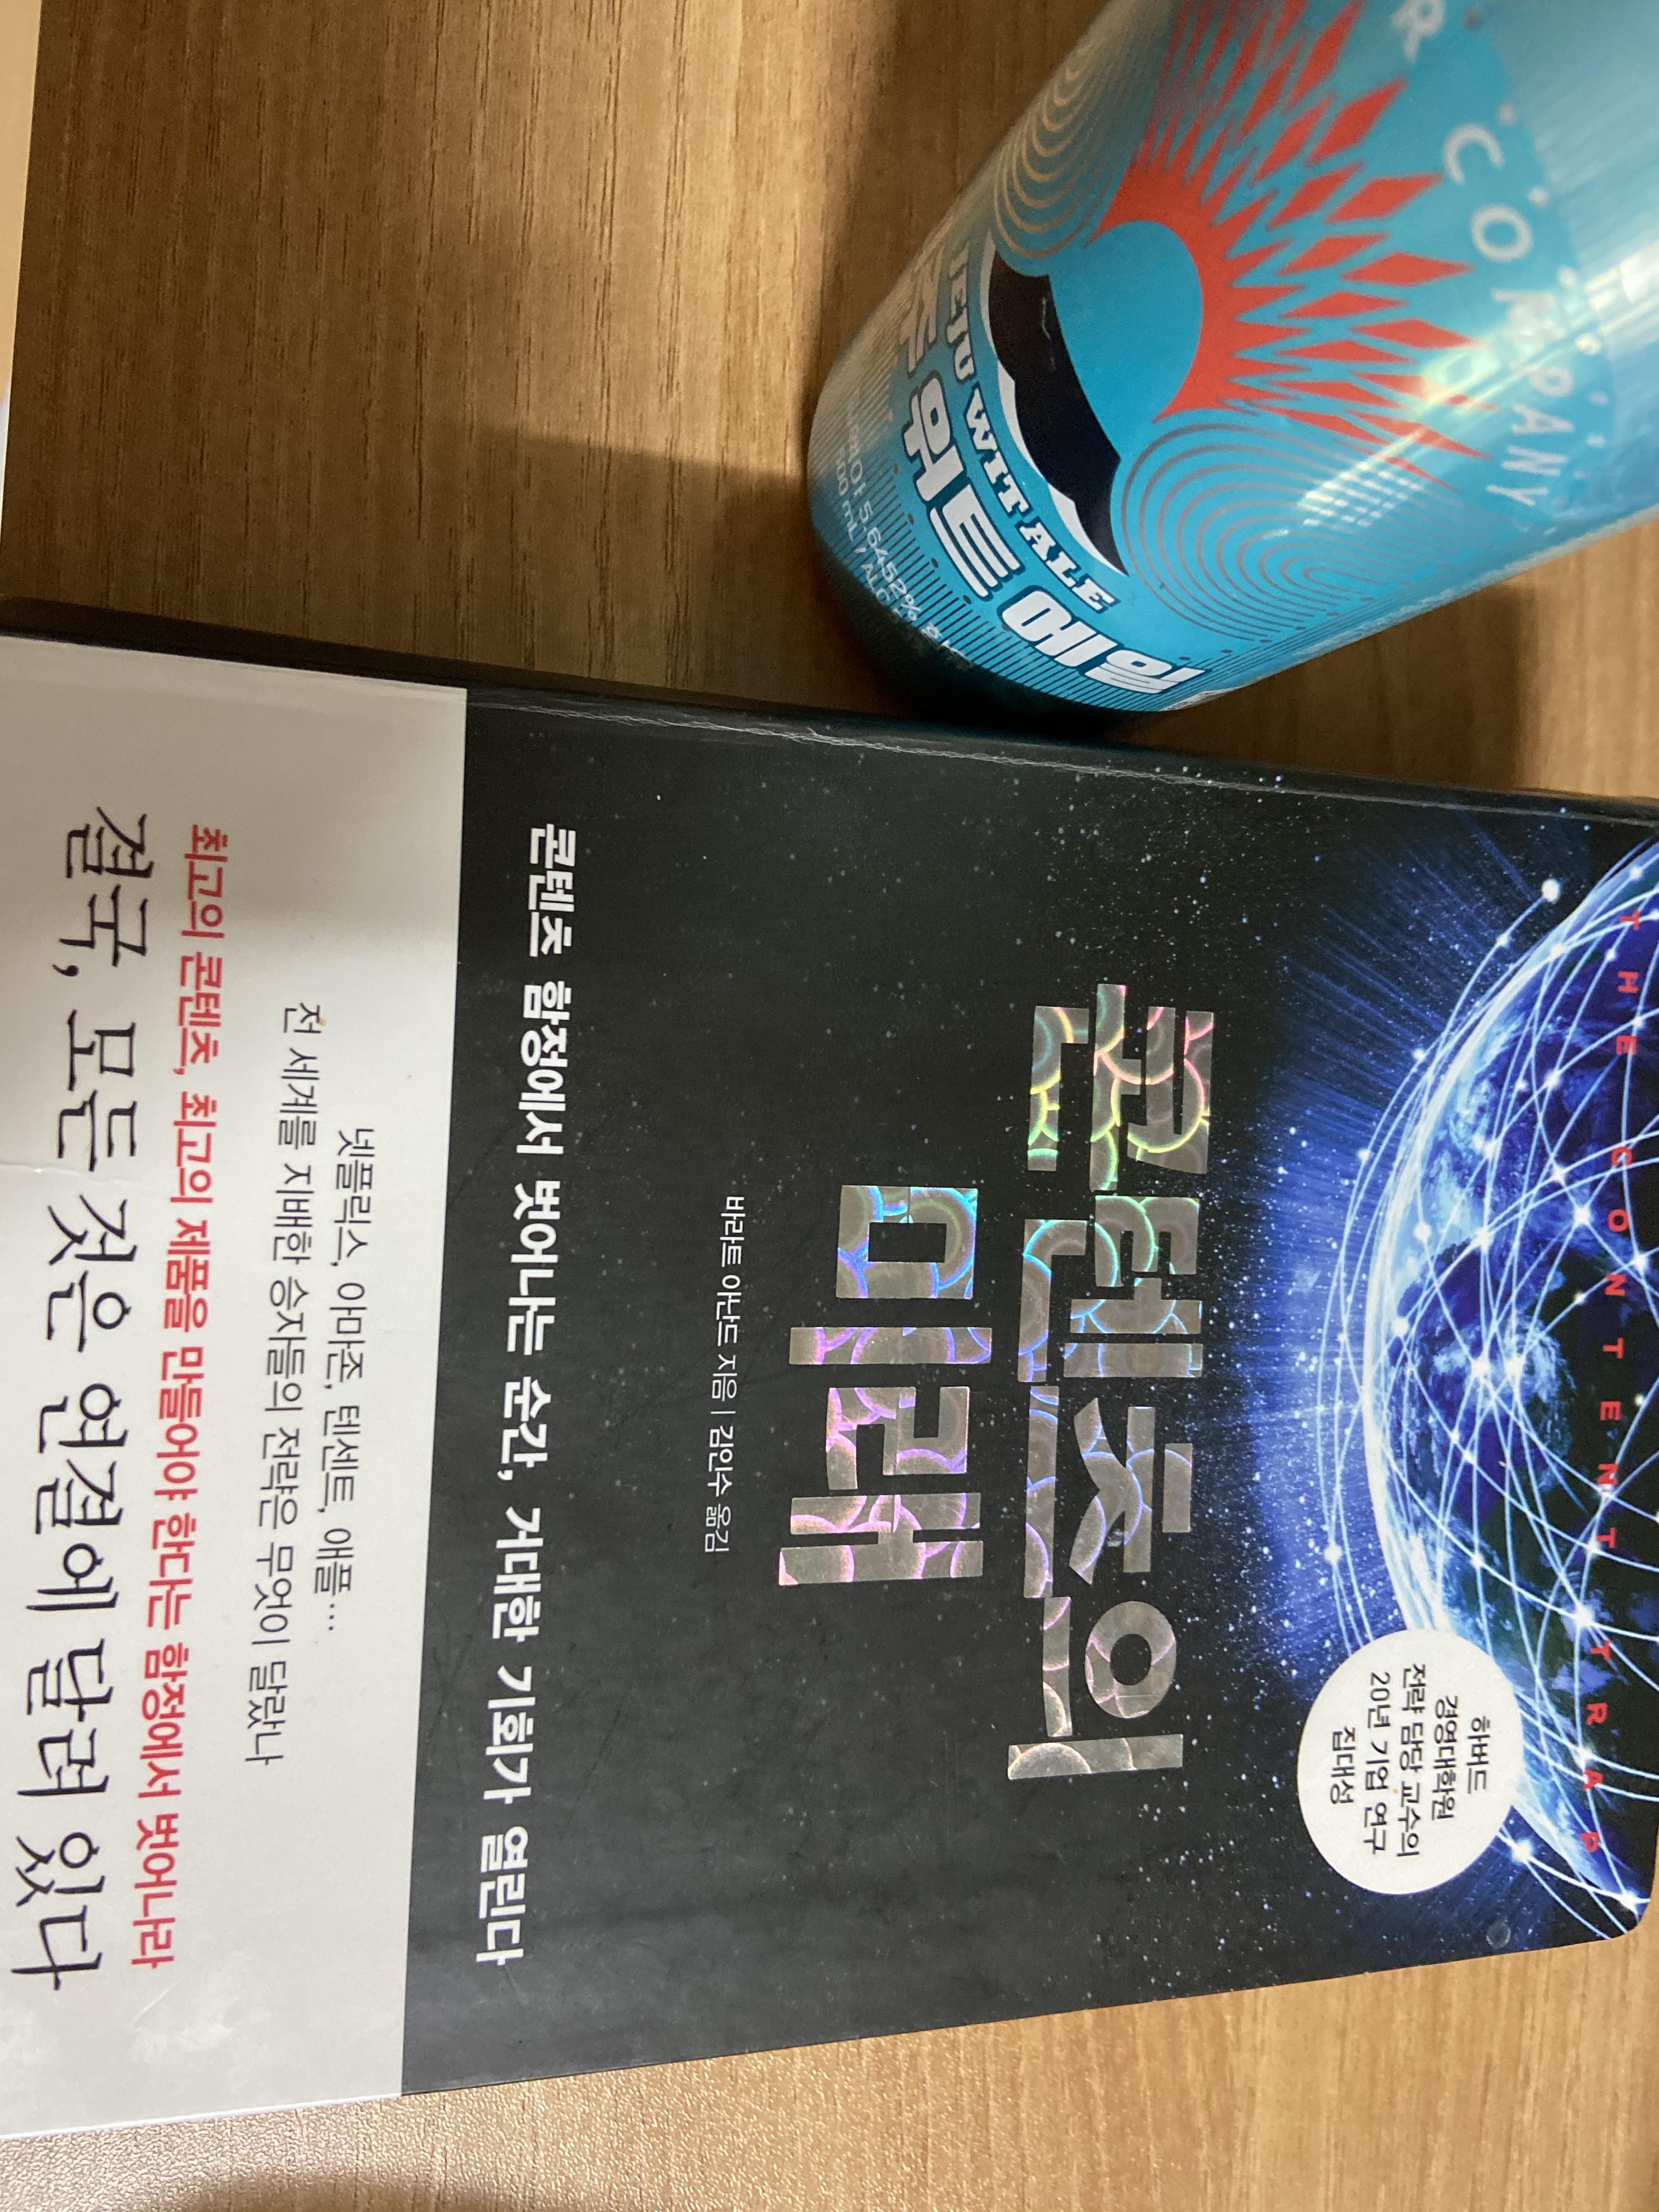 R COMPANY
JEJU WIT ALE
위트 에일
THE CONTENT TRAP
하버드
경영대학원
전략 담당 교수의
20년 기업 연구
집대성
콘텐츠의
미래
바라트 아난드 지음 | 김인수 옮김
콘텐츠 함정에서 벗어나는 순간, 거대한 기회가 열린다
넷플릭스, 아마존, 텐센트, 애플…
전 세계를 지배한 승자들의 전략은 무엇이 달랐나
최고의 콘텐츠, 최고의 제품을 만들어야 한다는 함정에서 벗어나라
결국, 모든 것은 연결에 달려 있다